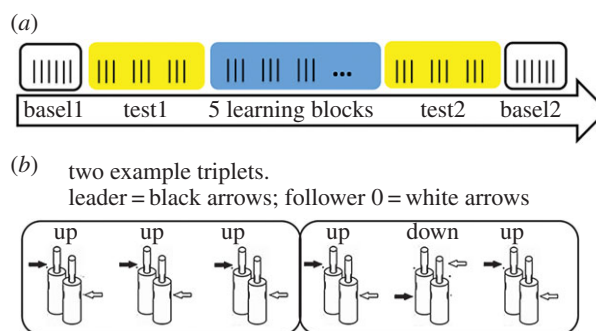 (a)
basel1 test1 5 learning blocks test2 basel2
(b)
two example triplets.
leader = black arrows; follower 0 = white arrows
up up up up down up